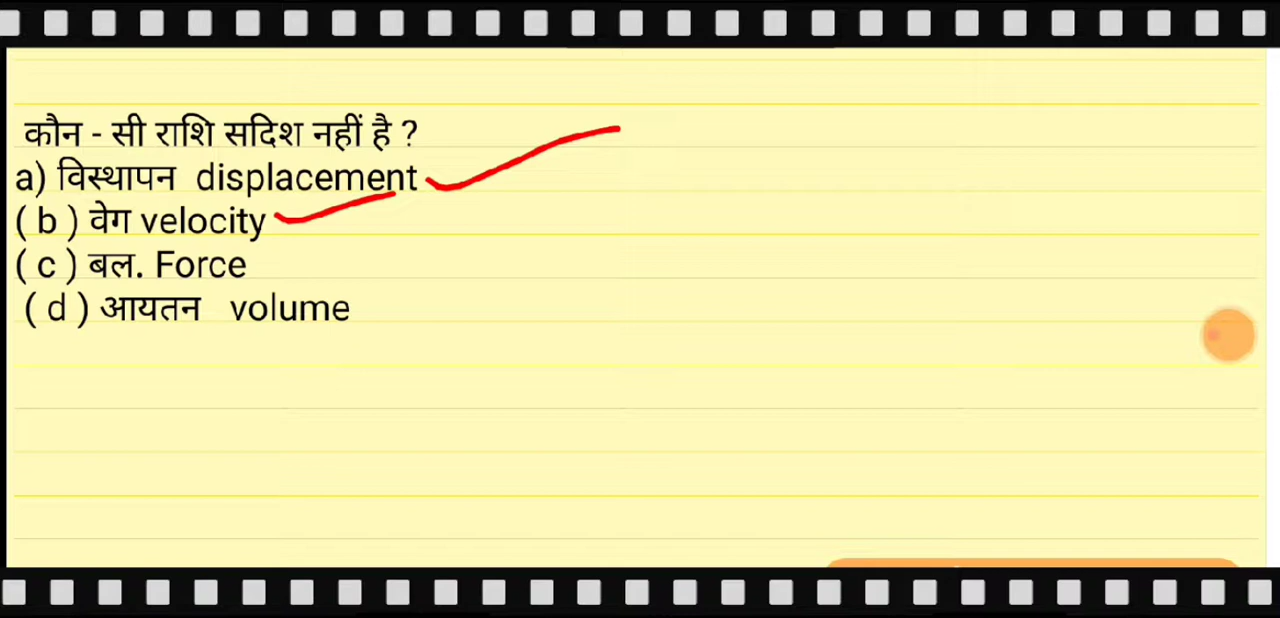 कौन - सी राशि सदिश नहीं है ?
a) विस्थापन displacement
( b ) वेग velocity
( c ) बल. Force
( d ) आयतन volume